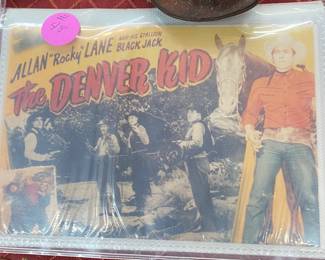 ALLAN "Rocky" LANE AND HIS STALLION BLACK JACK
The DENVER KID